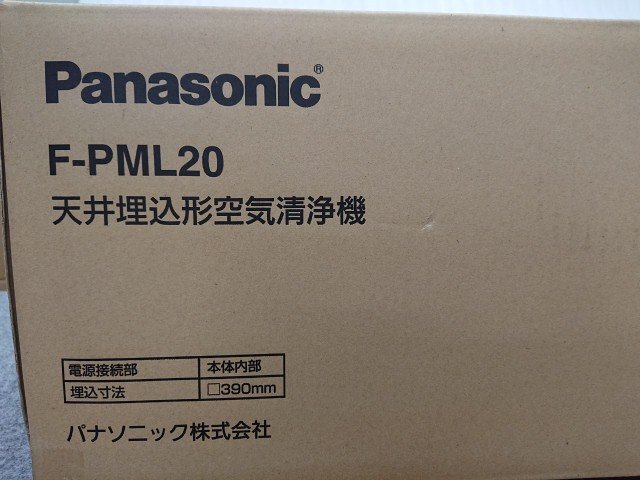 Panasonic®
F-PML20
天井埋込形空気清浄機
電源接続部 本体内部
埋込寸法 □390mm
パナソニック株式会社